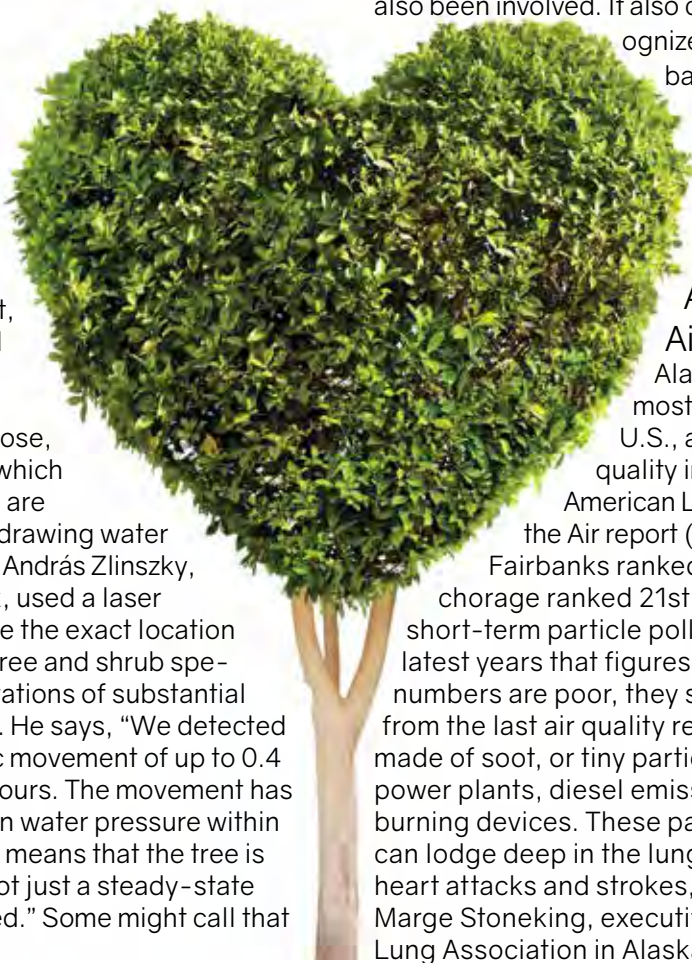 t,
ose,
which
are
drawing water
András Zlinszky,
, used a laser
e the exact location
ree and shrub spe-
ations of substantial
. He says, “We detected
c movement of up to 0.4
ours. The movement has
n water pressure within
means that the tree is
ot just a steady-state
ed.” Some might call that
also been involved. It also
ognize
ba
A
Ai
Ala
most
U.S., a
quality i
American L
the Air report (
Fairbanks ranked
chorage ranked 21st
short-term particle poll
latest years that figures
numbers are poor, they s
from the last air quality re
made of soot, or tiny partic
power plants, diesel emiss
burning devices. These pa
can lodge deep in the lung
heart attacks and strokes,
Marge Stoneking, executi
Lung Association in Alask